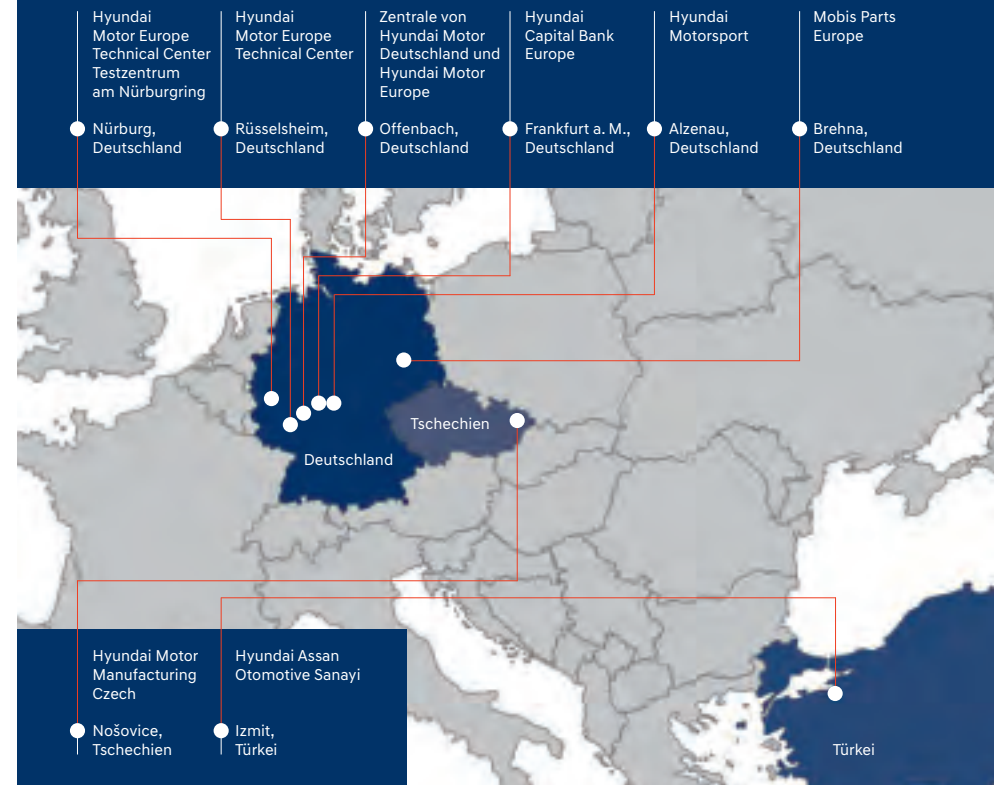 Hyundai
Motor Europe
Technical Center
Testzentrum
am Nürburgring
Nürburg,
Deutschland
Hyundai
Motor Europe
Technical Center
Rüsselsheim,
Deutschland
Zentrale von
Hyundai Motor
Deutschland und
Hyundai Motor
Europe
Offenbach,
Deutschland
Hyundai
Capital Bank
Europe
Frankfurt a. M.,
Deutschland
Hyundai
Motorsport
Alzenau,
Deutschland
Mobis Parts
Europe
Brehna,
Deutschland
Tschechien
Deutschland
Hyundai Motor
Manufacturing
Czech
Nošovice,
Tschechien
Hyundai Assan
Otomotive Sanayi
Izmit,
Türkei
Türkei